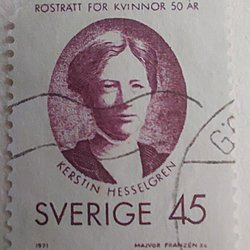 RÖSTRÄTT FÖR KVINNOR 50 ÅR
KERSTIN HESSELGREN
SVERIGE 45
1971 MAJVOR FRANZÉN Sc